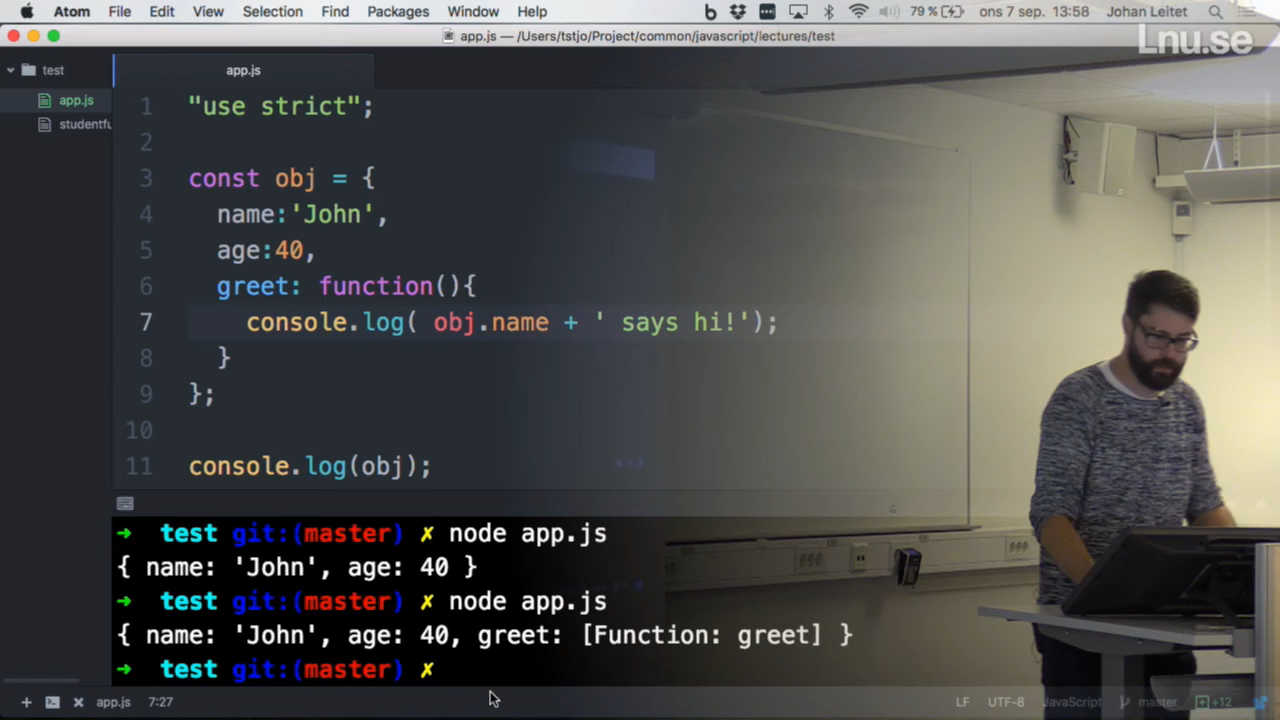 Atom File Edit View Selection Find Packages Window Help 79 % ons 7 sep. 13:58 Johan Leitet
app.js — /Users/tstjo/Project/common/javascript/lectures/test
Lnu.se
test
app.js
studentfu
app.js
1 "use strict";
2
3 const obj = {
4 name:'John',
5 age:40,
6 greet: function(){
7 console.log( obj.name + ' says hi!');
8 }
9 };
10
11 console.log(obj);
➜ test git:(master) ✗ node app.js
{ name: 'John', age: 40 }
➜ test git:(master) ✗ node app.js
{ name: 'John', age: 40, greet: [Function: greet] }
➜ test git:(master) ✗
app.js 7:27 LF UTF-8 JavaScript master +12